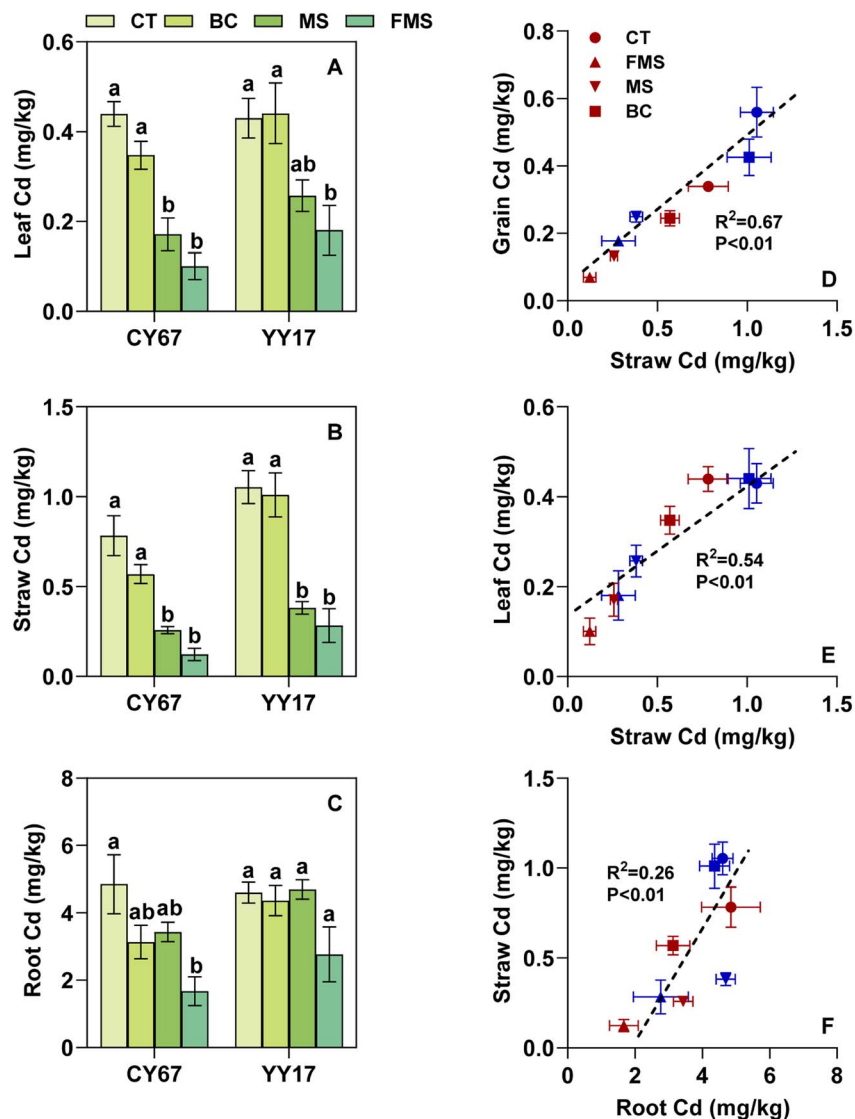 CT BC MS FMS
A
Leaf Cd (mg/kg)
0.6
0.4
0.2
0.0
a a b b a a ab b
CY67 YY17
D
Grain Cd (mg/kg)
0.8
0.6
0.4
0.2
0.0
CT
FMS
MS
BC
R²=0.67
P<0.01
0.0 0.5 1.0 1.5
Straw Cd (mg/kg)
B
Straw Cd (mg/kg)
1.5
1.0
0.5
0.0
a a b b a a b b
CY67 YY17
E
Leaf Cd (mg/kg)
0.6
0.4
0.2
0.0
R²=0.54
P<0.01
0.0 0.5 1.0 1.5
Straw Cd (mg/kg)
C
Root Cd (mg/kg)
8
6
4
2
0
a ab ab b a a a a
CY67 YY17
F
Straw Cd (mg/kg)
1.5
1.0
0.5
0.0
R²=0.26
P<0.01
0 2 4 6 8
Root Cd (mg/kg)